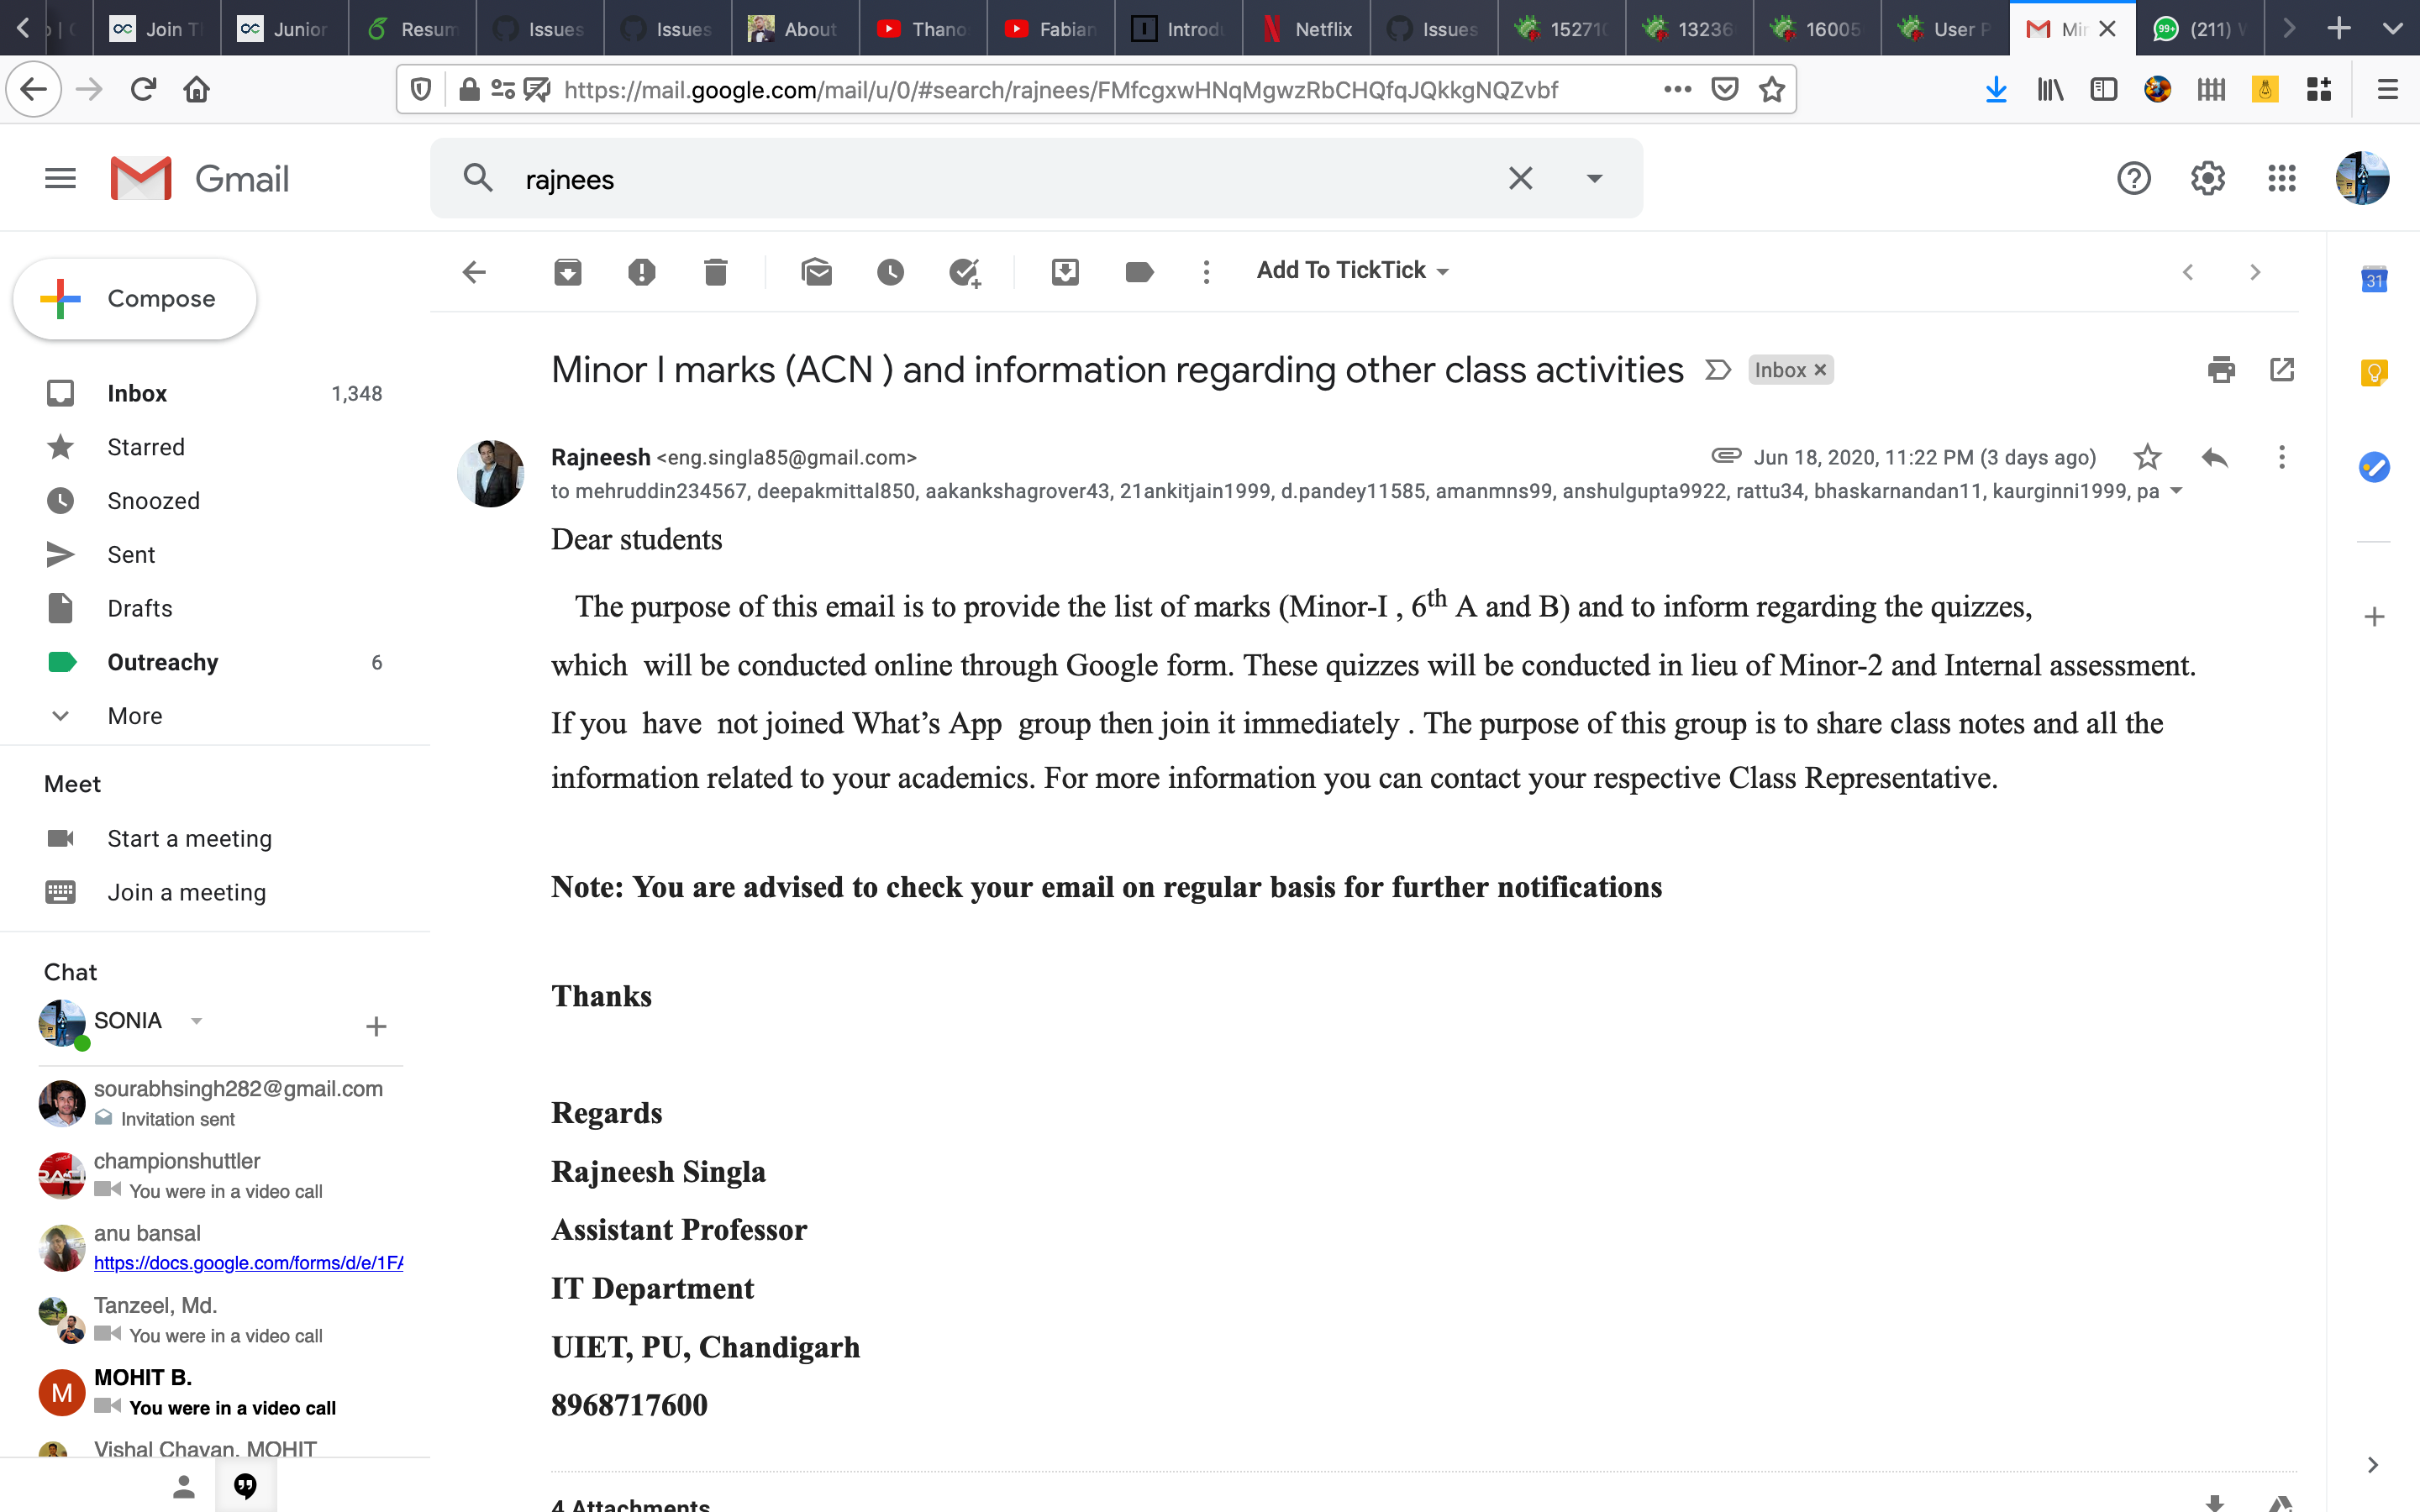 Join T
Junior
Resum
Issues
Issues
About
Thano
Fabian
Introdu
Netflix
Issues
15271
13236
16005
User P
Mi
(211)
https://mail.google.com/mail/u/0/#search/rajnees/FMfcgxwHNqMgwzRbCHQfqJQkkgNQZvbf
Gmail
rajnees
Compose
Add To TickTick
31
Inbox 1,348
Starred
Snoozed
Sent
Drafts
Outreachy 6
More
Meet
Start a meeting
Join a meeting
Chat
SONIA
sourabhsingh282@gmail.com
Invitation sent
championshuttler
You were in a video call
anu bansal
https://docs.google.com/forms/d/e/1FA
Tanzeel, Md.
You were in a video call
M
MOHIT B.
You were in a video call
Vishal Chavan, MOHIT
Minor I marks (ACN ) and information regarding other class activities
Inbox ×
Rajneesh <eng.singla85@gmail.com>
Jun 18, 2020, 11:22 PM (3 days ago)
to mehruddin234567, deepakmittal850, aakankshagrover43, 21ankitjain1999, d.pandey11585, amanmns99, anshulgupta9922, rattu34, bhaskarnandan11, kaurginni1999, pa
Dear students
The purpose of this email is to provide the list of marks (Minor-I , 6th A and B) and to inform regarding the quizzes,
which will be conducted online through Google form. These quizzes will be conducted in lieu of Minor-2 and Internal assessment.
If you have not joined What’s App group then join it immediately . The purpose of this group is to share class notes and all the
information related to your academics. For more information you can contact your respective Class Representative.
Note: You are advised to check your email on regular basis for further notifications
Thanks
Regards
Rajneesh Singla
Assistant Professor
IT Department
UIET, PU, Chandigarh
8968717600
4 Attachments